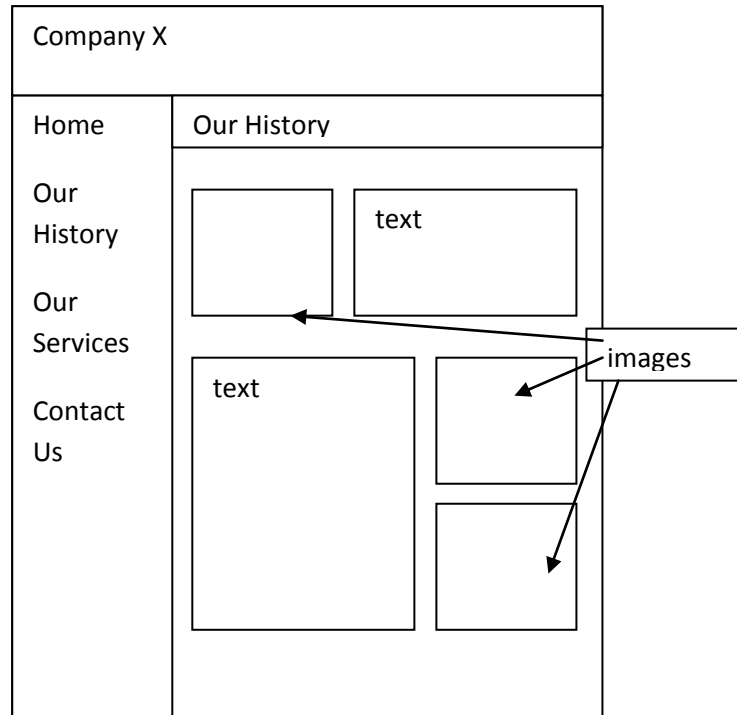 Company X
Home
Our
History
Our
Services
Contact
Us
Our History
text
text
images